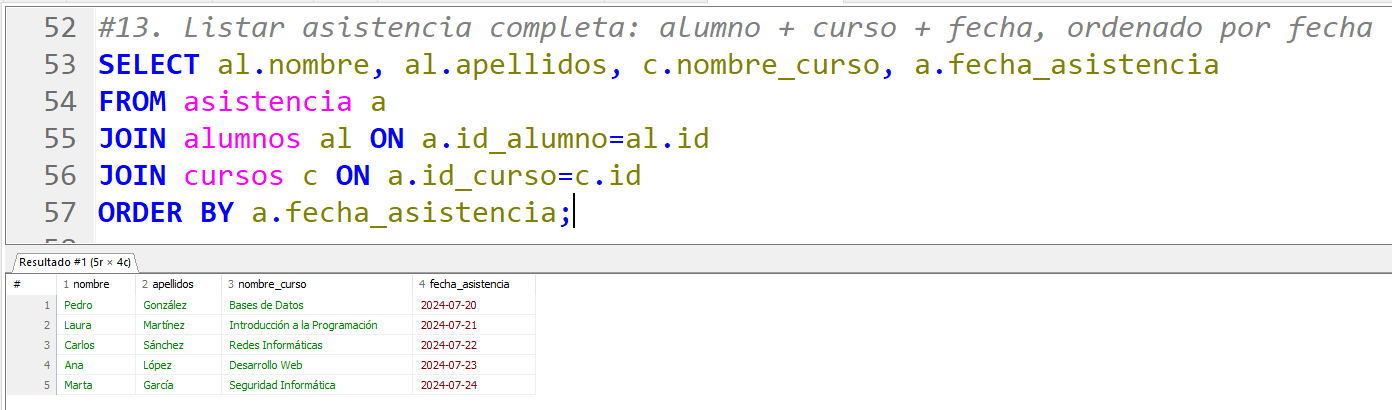 52 #13. Listar asistencia completa: alumno + curso + fecha, ordenado por fecha
53 SELECT al.nombre, al.apellidos, c.nombre_curso, a.fecha_asistencia
54 FROM asistencia a
55 JOIN alumnos al ON a.id_alumno=al.id
56 JOIN cursos c ON a.id_curso=c.id
57 ORDER BY a.fecha_asistencia;
Resultado #1 (5r × 4c)
# 1 nombre 2 apellidos 3 nombre_curso 4 fecha_asistencia
1 Pedro González Bases de Datos 2024-07-20
2 Laura Martínez Introducción a la Programación 2024-07-21
3 Carlos Sánchez Redes Informáticas 2024-07-22
4 Ana López Desarrollo Web 2024-07-23
5 Marta García Seguridad Informática 2024-07-24